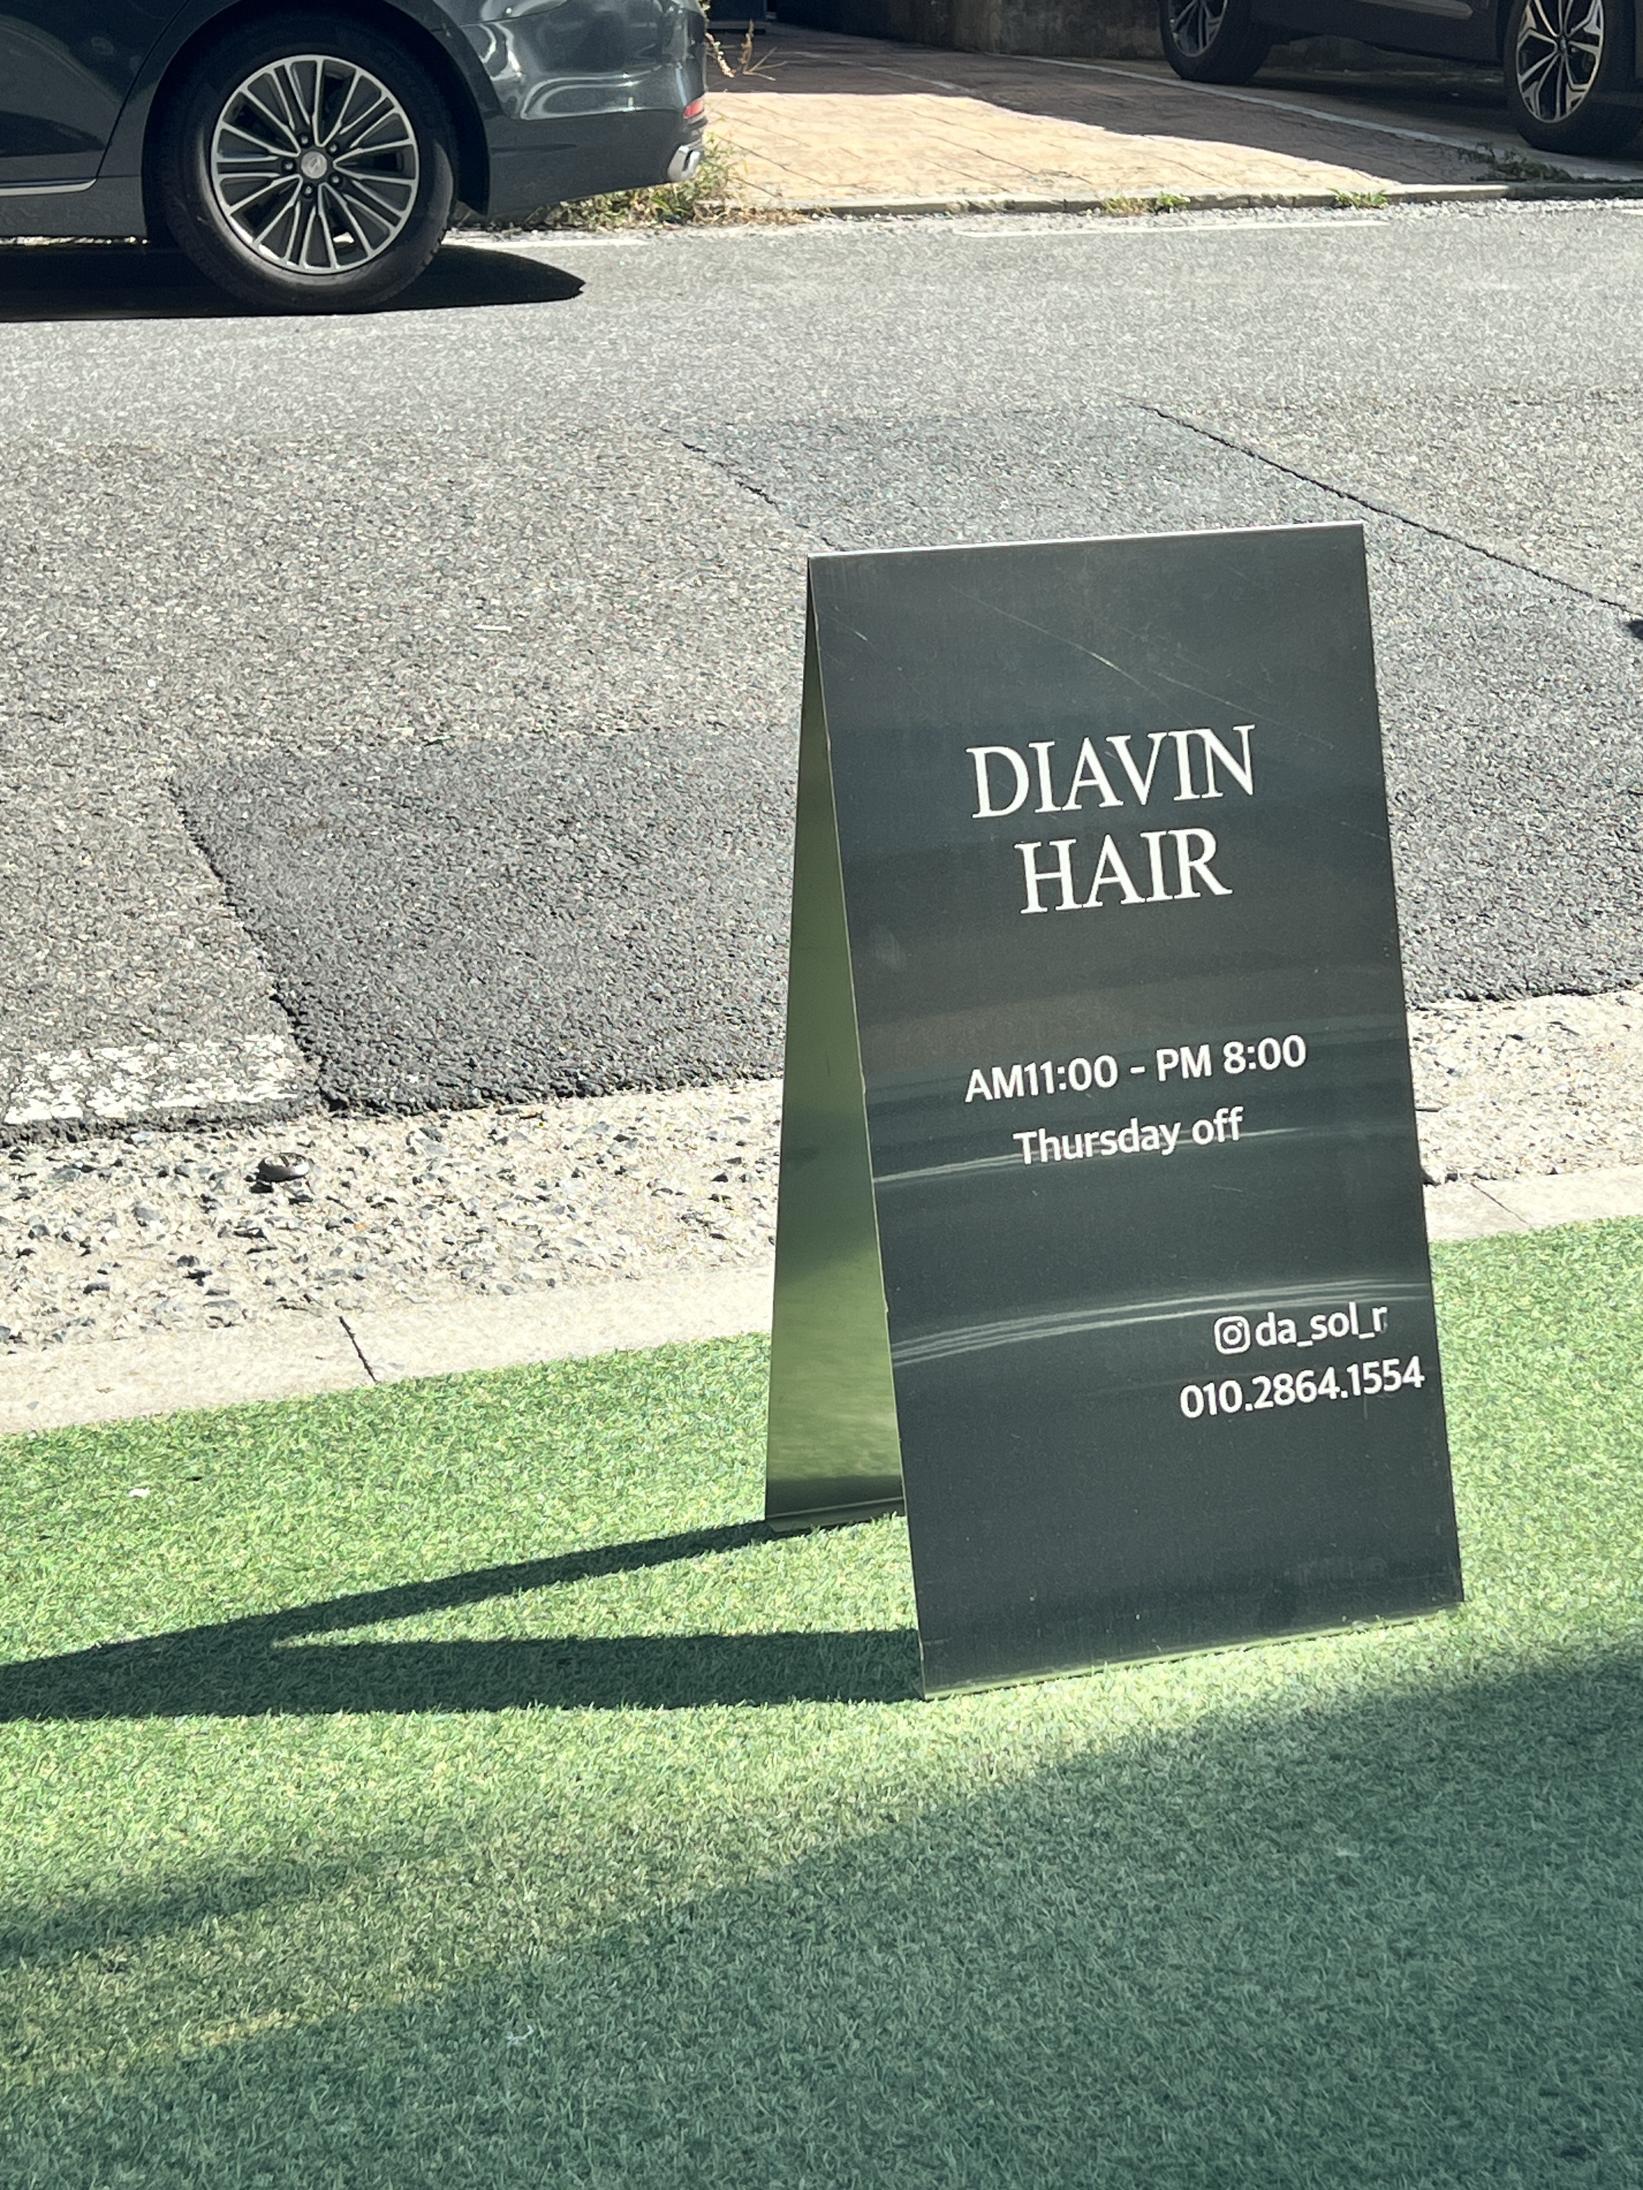 DIAVIN
HAIR
AM11:00 - PM 8:00
Thursday off
da_sol_r
010.2864.1554